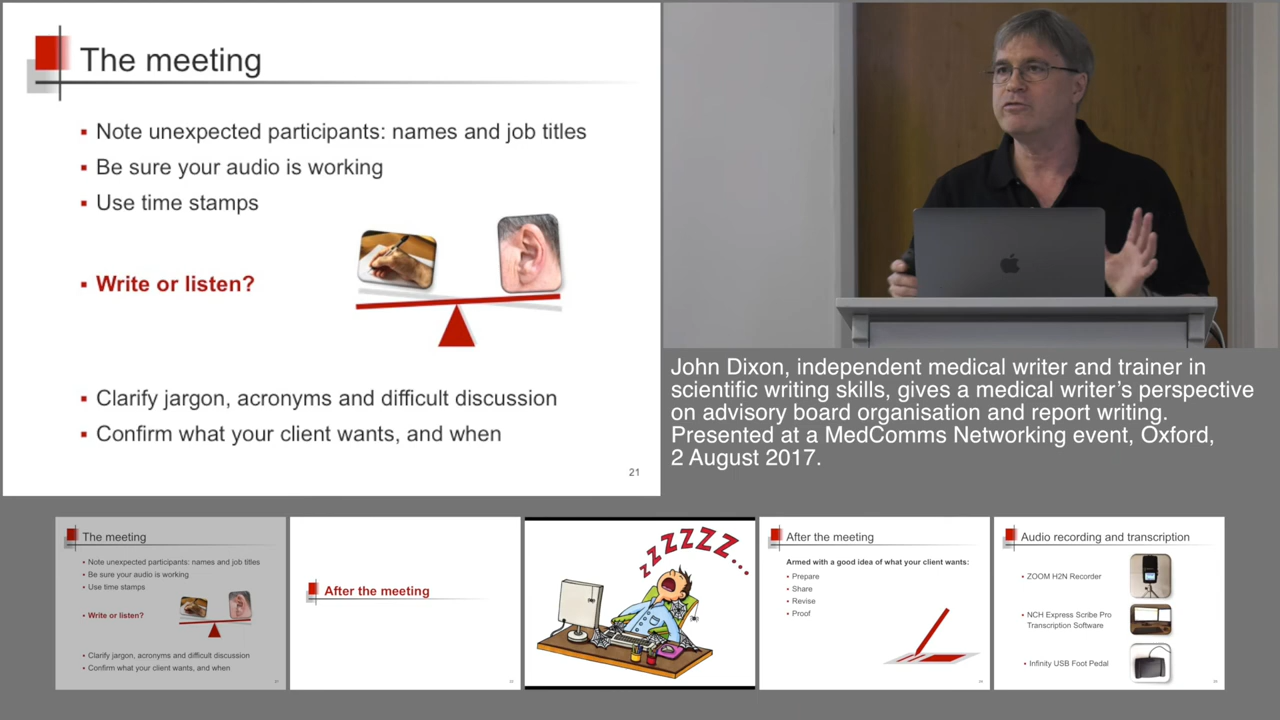 The meeting
Note unexpected participants: names and job titles
Be sure your audio is working
Use time stamps
Write or listen?
Clarify jargon, acronyms and difficult discussion
Confirm what your client wants, and when
21
John Dixon, independent medical writer and trainer in
scientific writing skills, gives a medical writer's perspective
on advisory board organisation and report writing.
Presented at a MedComms Networking event, Oxford,
2 August 2017.
The meeting
Note unexpected participants: names and job titles
Be sure your audio is working
Use time stamps
Write or listen?
Clarify jargon, acronyms and difficult discussion
Confirm what your client wants, and when
After the meeting
zzZZZZ...
After the meeting
Armed with a good idea of what your client wants:
Prepare
Share
Revise
Proof
Audio recording and transcription
ZOOM H2N Recorder
NCH Express Scribe Pro
Transcription Software
Infinity USB Foot Pedal